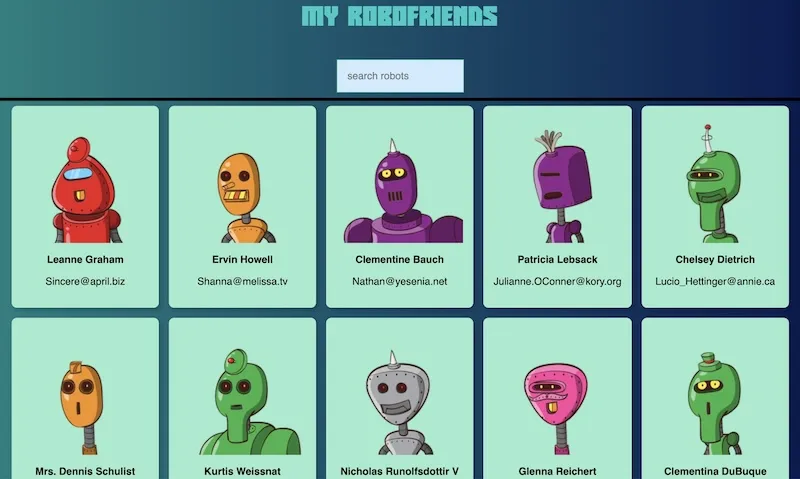 MY ROBOFRIENDS
search robots
Leanne Graham
Sincere@april.biz
Ervin Howell
Shanna@melissa.tv
Clementine Bauch
Nathan@yesenia.net
Patricia Lebsack
Julianne.OConner@kory.org
Chelsey Dietrich
Lucio_Hettinger@annie.ca
Mrs. Dennis Schulist
Kurtis Weissnat
Nicholas Runolfsdottir V
Glenna Reichert
Clementina DuBuque